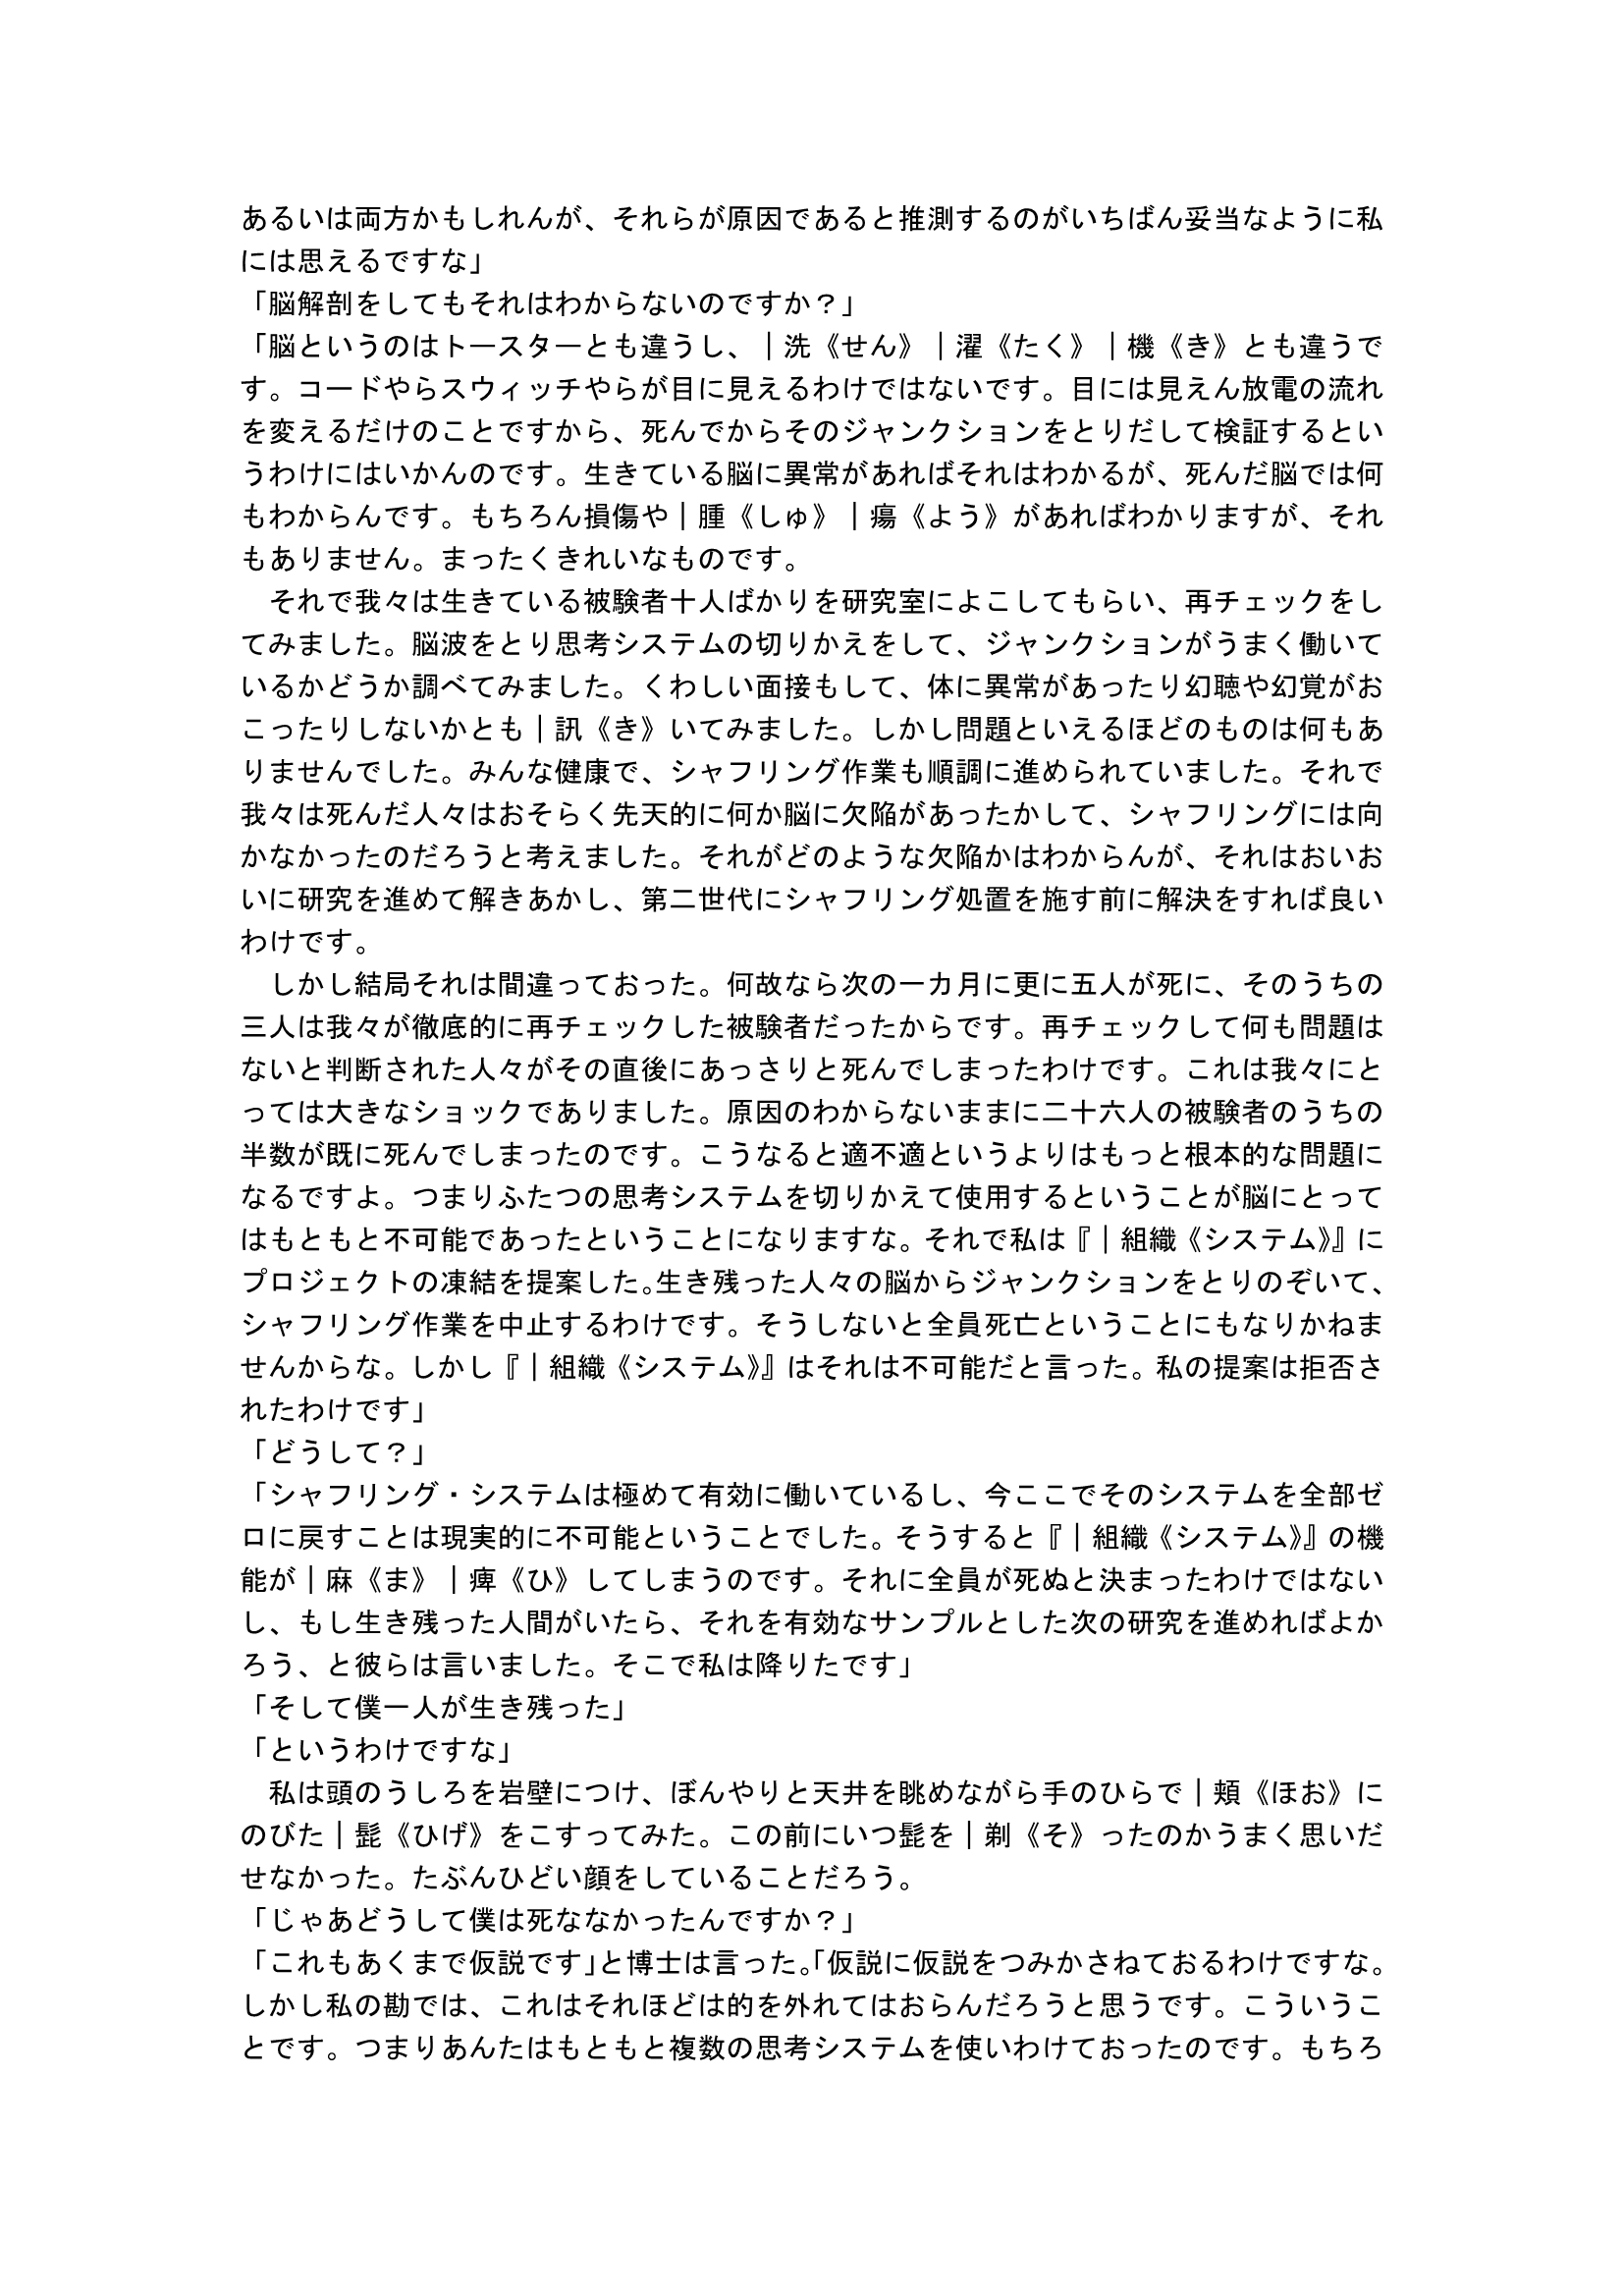 あるいは両方かもしれんが、それらが原因であると推測するのがいちばん妥当なように私
には思えるですな」
「脳解剖をしてもそれはわからないのですか？」
「脳というのはトースターとも違うし、｜洗《せん》｜濯《たく》｜機《き》とも違うで
す。コードやらスウィッチやらが目に見えるわけではないです。目には見えん放電の流れ
を変えるだけのことですから、死んでからそのジャンクションをとりだして検証するとい
うわけにはいかんのです。生きている脳に異常があればそれはわかるが、死んだ脳では何
もわからんです。もちろん損傷や｜腫《しゅ》｜瘍《よう》があればわかりますが、それ
もありません。まったくきれいなものです。
　それで我々は生きている被験者十人ばかりを研究室によこしてもらい、再チェックをし
てみました。脳波をとり思考システムの切りかえをして、ジャンクションがうまく働いて
いるかどうか調べてみました。くわしい面接もして、体に異常があったり幻聴や幻覚がお
こったりしないかとも｜訊《き》いてみました。しかし問題といえるほどのものは何もあ
りませんでした。みんな健康で、シャフリング作業も順調に進められていました。それで
我々は死んだ人々はおそらく先天的に何か脳に欠陥があったかして、シャフリングには向
かなかったのだろうと考えました。それがどのような欠陥かはわからんが、それはおいお
いに研究を進めて解きあかし、第二世代にシャフリング処置を施す前に解決をすれば良い
わけです。
　しかし結局それは間違っておった。何故なら次の一カ月に更に五人が死に、そのうちの
三人は我々が徹底的に再チェックした被験者だったからです。再チェックして何も問題は
ないと判断された人々がその直後にあっさりと死んでしまったわけです。これは我々にと
っては大きなショックでありました。原因のわからないままに二十六人の被験者のうちの
半数が既に死んでしまったのです。こうなると適不適というよりはもっと根本的な問題に
なるですよ。つまりふたつの思考システムを切りかえて使用するということが脳にとって
はもともと不可能であったということになりますな。それで私は『｜組織《システム》』に
プロジェクトの凍結を提案した。生き残った人々の脳からジャンクションをとりのぞいて、
シャフリング作業を中止するわけです。そうしないと全員死亡ということにもなりかねま
せんからな。しかし『｜組織《システム》』はそれは不可能だと言った。私の提案は拒否さ
れたわけです」
「どうして？」
「シャフリング・システムは極めて有効に働いているし、今ここでそのシステムを全部ゼ
ロに戻すことは現実的に不可能ということでした。そうすると『｜組織《システム》』の機
能が｜麻《ま》｜痺《ひ》してしまうのです。それに全員が死ぬと決まったわけではない
し、もし生き残った人間がいたら、それを有効なサンプルとした次の研究を進めればよか
ろう、と彼らは言いました。そこで私は降りたです」
「そして僕一人が生き残った」
「というわけですな」
　私は頭のうしろを岩壁につけ、ぼんやりと天井を眺めながら手のひらで｜頬《ほお》に
のびた｜髭《ひげ》をこすってみた。この前にいつ髭を｜剃《そ》ったのかうまく思いだ
せなかった。たぶんひどい顔をしていることだろう。
「じゃあどうして僕は死ななかったんですか？」
「これもあくまで仮説です」と博士は言った。「仮説に仮説をつみかさねておるわけですな。
しかし私の勘では、これはそれほどは的を外れてはおらんだろうと思うです。こういうこ
とです。つまりあんたはもともと複数の思考システムを使いわけておったのです。もちろ